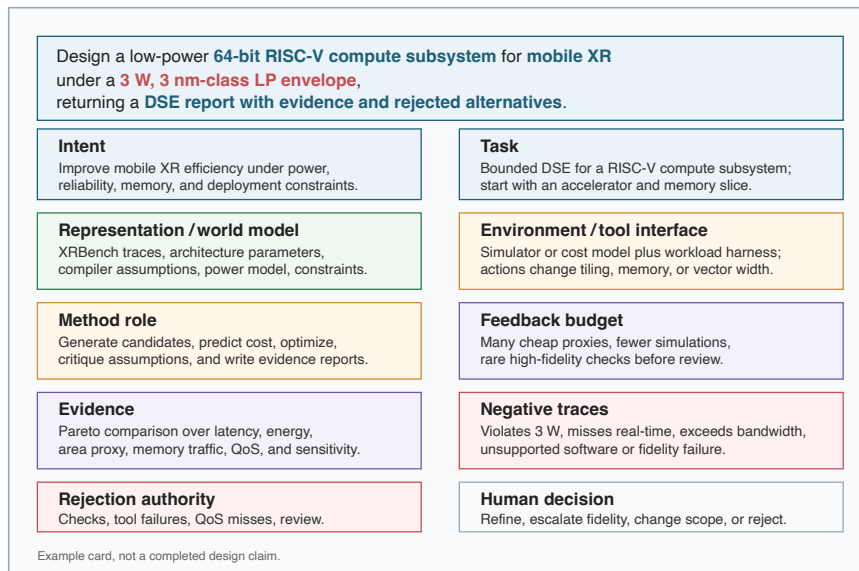 Design a low-power 64-bit RISC-V compute subsystem for mobile XR
under a 3 W, 3 nm-class LP envelope,
returning a DSE report with evidence and rejected alternatives.
Intent
Improve mobile XR efficiency under power,
reliability, memory, and deployment constraints.
Task
Bounded DSE for a RISC-V compute subsystem;
start with an accelerator and memory slice.
Representation / world model
XRBench traces, architecture parameters,
compiler assumptions, power model, constraints.
Environment / tool interface
Simulator or cost model plus workload harness;
actions change tiling, memory, or vector width.
Method role
Generate candidates, predict cost, optimize,
critique assumptions, and write evidence reports.
Feedback budget
Many cheap proxies, fewer simulations,
rare high-fidelity checks before review.
Evidence
Pareto comparison over latency, energy,
area proxy, memory traffic, QoS, and sensitivity.
Negative traces
Violates 3 W, misses real-time, exceeds bandwidth,
unsupported software or fidelity failure.
Rejection authority
Checks, tool failures, QoS misses, review.
Human decision
Refine, escalate fidelity, change scope, or reject.
Example card, not a completed design claim.